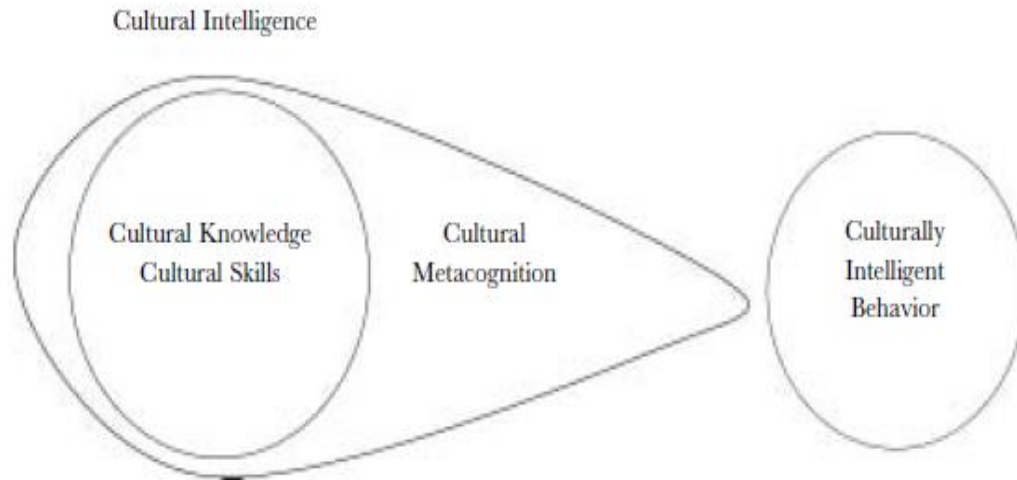 Cultural Intelligence
Cultural Knowledge
Cultural Skills
Cultural
Metacognition
Culturally
Intelligent
Behavior